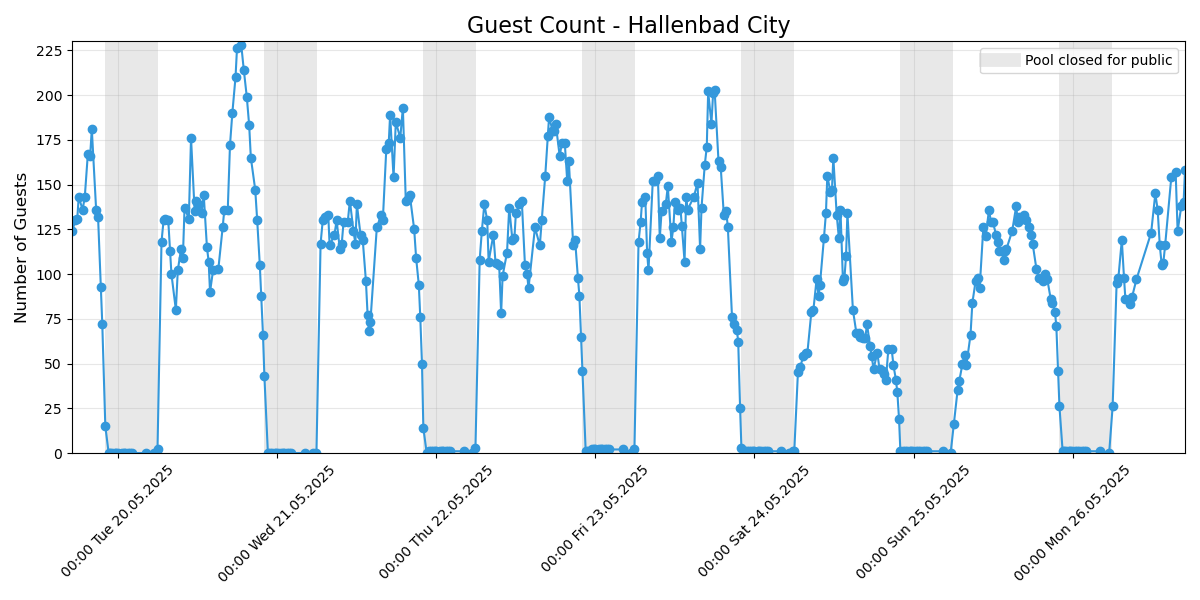 Guest Count - Hallenbad City
Pool closed for public
Number of Guests
225
200
175
150
125
100
75
50
25
0
00:00 Tue 20.05.2025
00:00 Wed 21.05.2025
00:00 Thu 22.05.2025
00:00 Fri 23.05.2025
00:00 Sat 24.05.2025
00:00 Sun 25.05.2025
00:00 Mon 26.05.2025